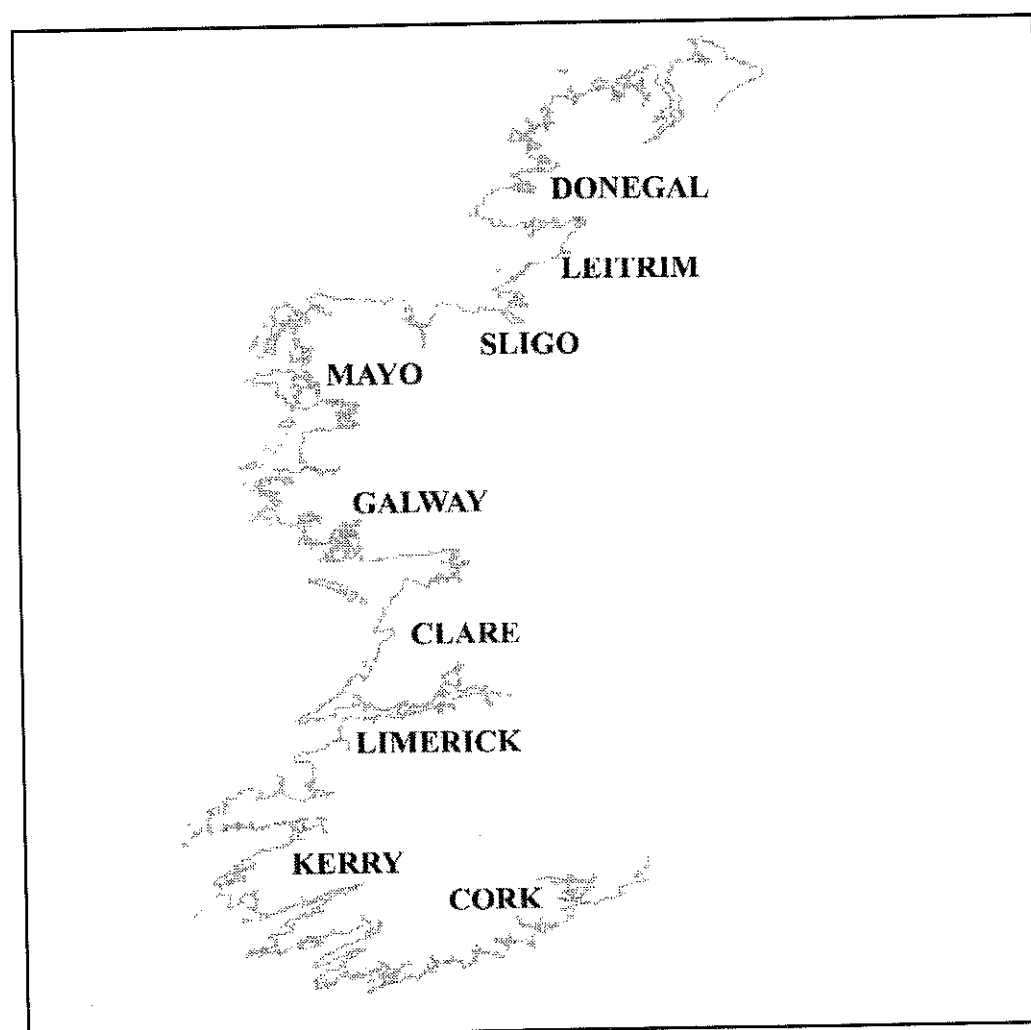 DONEGAL
LEITRIM
SLIGO
MAYO
GALWAY
CLARE
LIMERICK
KERRY
CORK